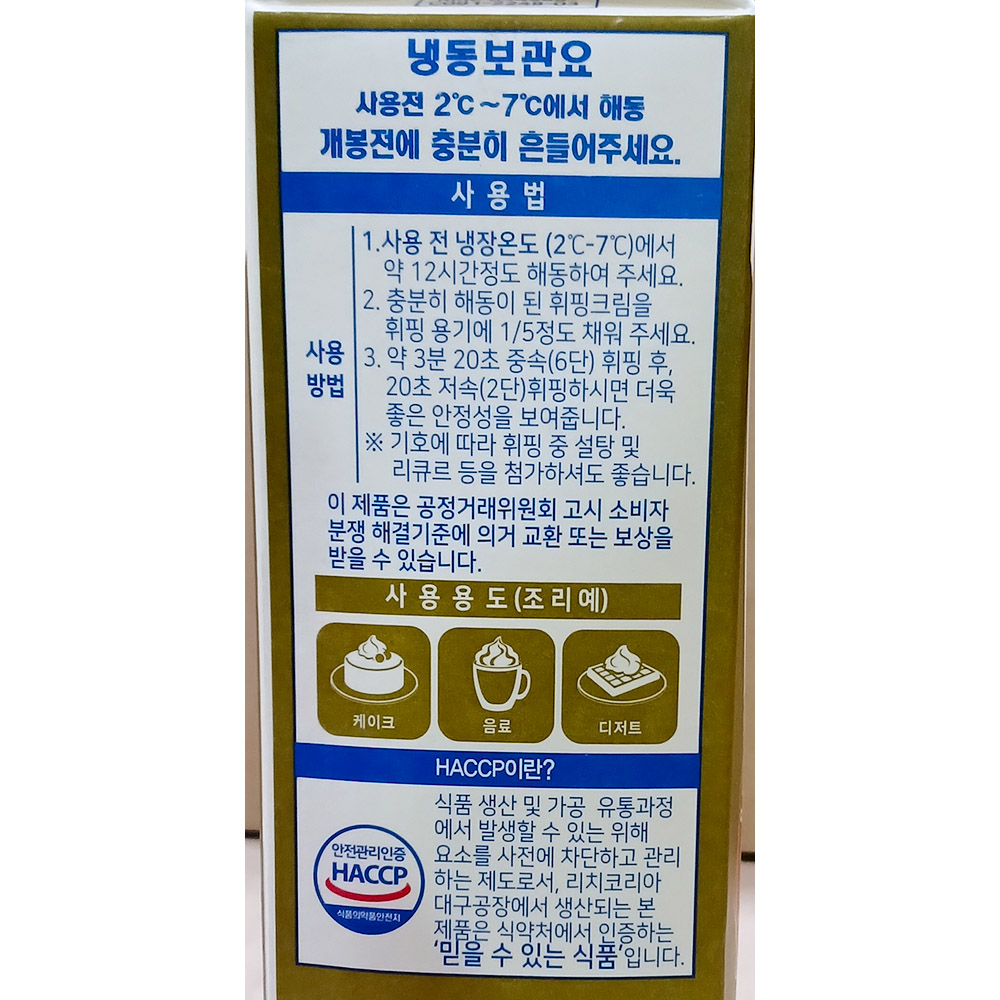 냉동보관요
사용전 2℃~7℃에서 해동
개봉전에 충분히 흔들어주세요.
사용법
사용
방법
1.사용 전 냉장온도 (2℃-7℃)에서
약 12시간정도 해동하여 주세요.
2. 충분히 해동이 된 휘핑크림을
휘핑 용기에 1/5정도 채워 주세요.
3. 약 3분 20초 중속(6단) 휘핑 후,
20초 저속(2단)휘핑하시면 더욱
좋은 안정성을 보여줍니다.
※ 기호에 따라 휘핑 중 설탕 및
리큐르 등을 첨가하셔도 좋습니다.
이 제품은 공정거래위원회 고시 소비자
분쟁 해결기준에 의거 교환 또는 보상을
받을 수 있습니다.
사용용도(조리예)
케이크
음료
디저트
HACCP이란?
안전관리인증
HACCP
식품의약품안전처
식품 생산 및 가공 유통과정
에서 발생할 수 있는 위해
요소를 사전에 차단하고 관리
하는 제도로서, 리치코리아
대구공장에서 생산되는 본
제품은 식약처에서 인증하는
'믿을 수 있는 식품'입니다.